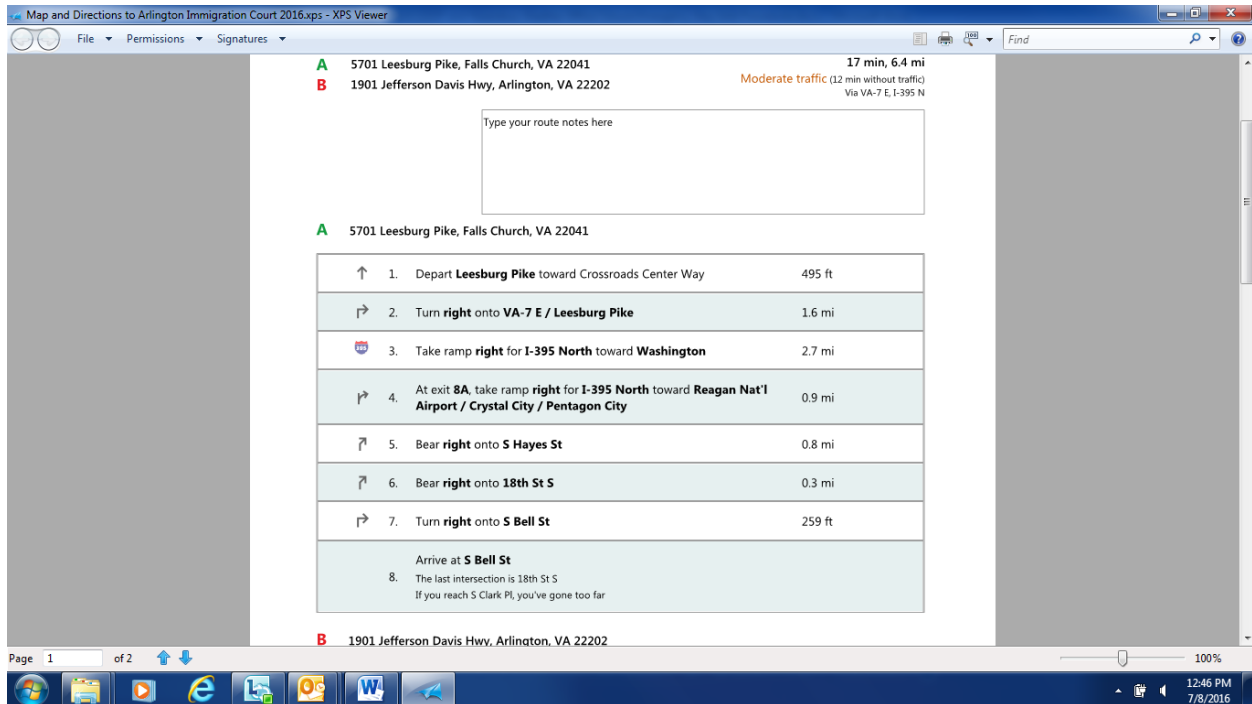 Map and Directions to Arlington Immigration Court 2016.xps - XPS Viewer
File Permissions Signatures
Find
A 5701 Leesburg Pike, Falls Church, VA 22041 17 min, 6.4 mi
B 1901 Jefferson Davis Hwy, Arlington, VA 22202 Moderate traffic (12 min without traffic)
Via VA-7 E, I-395 N
Type your route notes here
A 5701 Leesburg Pike, Falls Church, VA 22041
1. Depart Leesburg Pike toward Crossroads Center Way 495 ft
2. Turn right onto VA-7 E / Leesburg Pike 1.6 mi
3. Take ramp right for I-395 North toward Washington 2.7 mi
4. At exit 8A, take ramp right for I-395 North toward Reagan Nat'l
Airport / Crystal City / Pentagon City 0.9 mi
5. Bear right onto S Hayes St 0.8 mi
6. Bear right onto 18th St S 0.3 mi
7. Turn right onto S Bell St 259 ft
8. Arrive at S Bell St
The last intersection is 18th St S
If you reach S Clark Pl, you've gone too far
B 1901 Jefferson Davis Hwy, Arlington, VA 22202
Page 1 of 2 100%
12:46 PM
7/8/2016